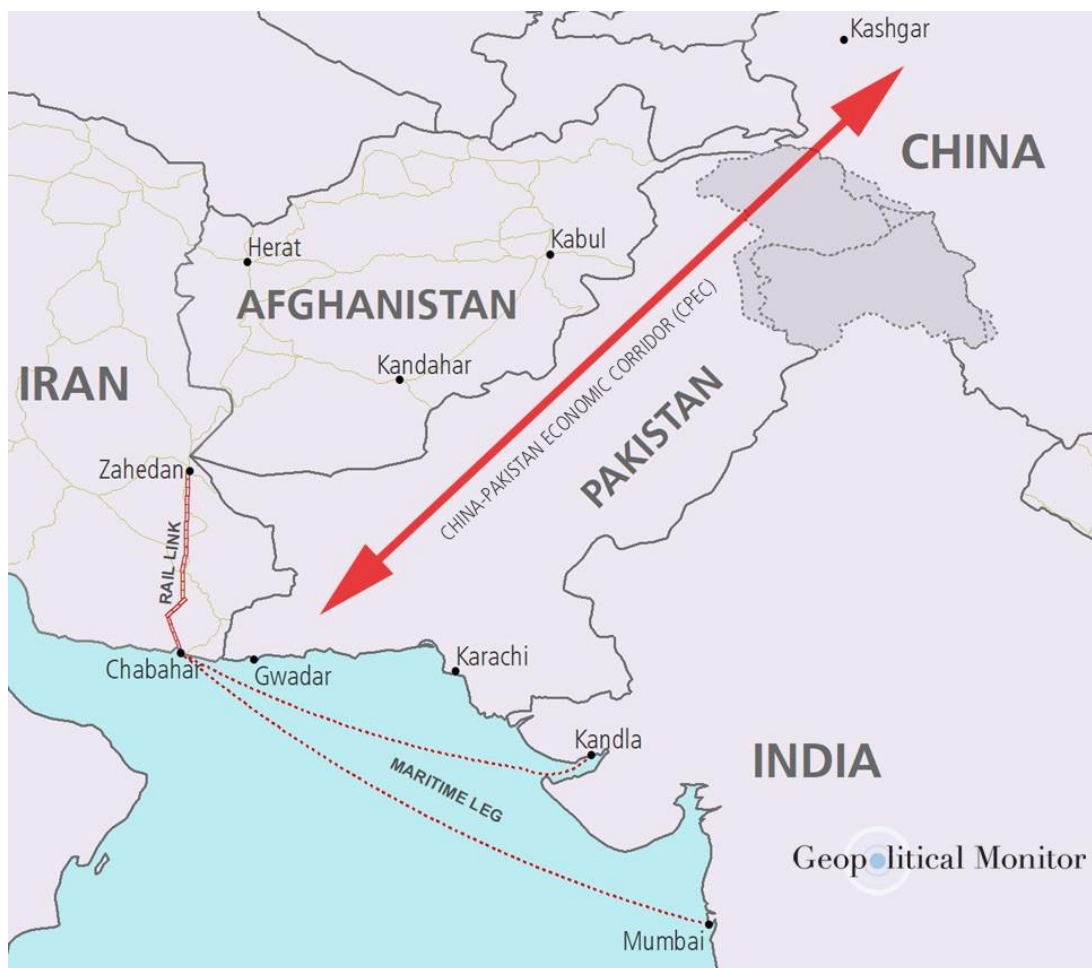 Kashgar
CHINA
Herat
Kabul
AFGHANISTAN
Kandahar
IRAN
CHINA-PAKISTAN ECONOMIC CORRIDOR (CPEC)
PAKISTAN
Zahedan
RAIL LINK
Chabahar
Gwadar
Karachi
Kandla
MARITIME LEG
INDIA
Geopolitical Monitor
Mumbai